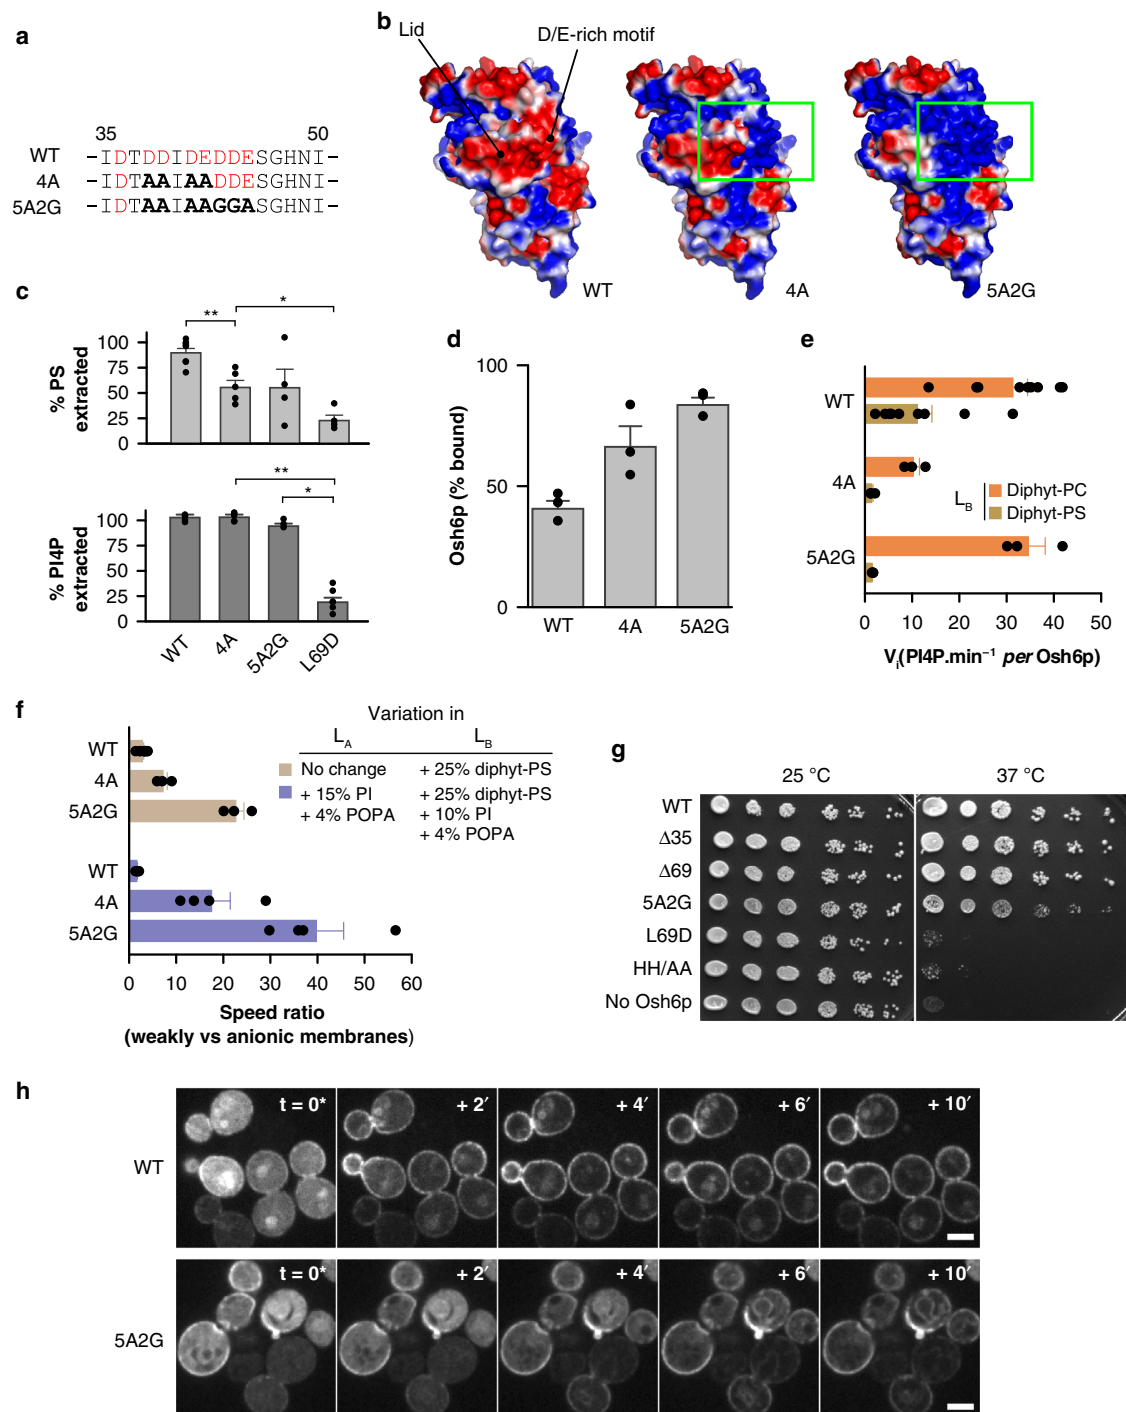 a
35 50
WT –IDTDDIDEDDESGHNI–
4A –IDTAAIAADDESGHNI–
5A2G –IDTAAIAAGGASGHNI–
b
Lid
D/E-rich motif
WT
4A
5A2G
c
% PS
extracted
100
75
50
25
0
**
*
% PI4P
extracted
100
75
50
25
0
**
*
WT
4A
5A2G
L69D
d
Osh6p (% bound)
100
50
0
WT
4A
5A2G
e
WT
4A
5A2G
LB
Diphyt-PC
Diphyt-PS
0 10 20 30 40 50
Vi(PI4P.min⁻¹ per Osh6p)
f
Variation in
LA LB
No change + 25% diphyt-PS
+ 15% PI + 25% diphyt-PS
+ 4% POPA + 10% PI
+ 4% POPA
WT
4A
5A2G
WT
4A
5A2G
0 10 20 30 40 50 60
Speed ratio
(weakly vs anionic membranes)
g
25 °C 37 °C
WT
Δ35
Δ69
5A2G
L69D
HH/AA
No Osh6p
h
WT
t = 0* + 2′ + 4′ + 6′ + 10′
5A2G
t = 0* + 2′ + 4′ + 6′ + 10′